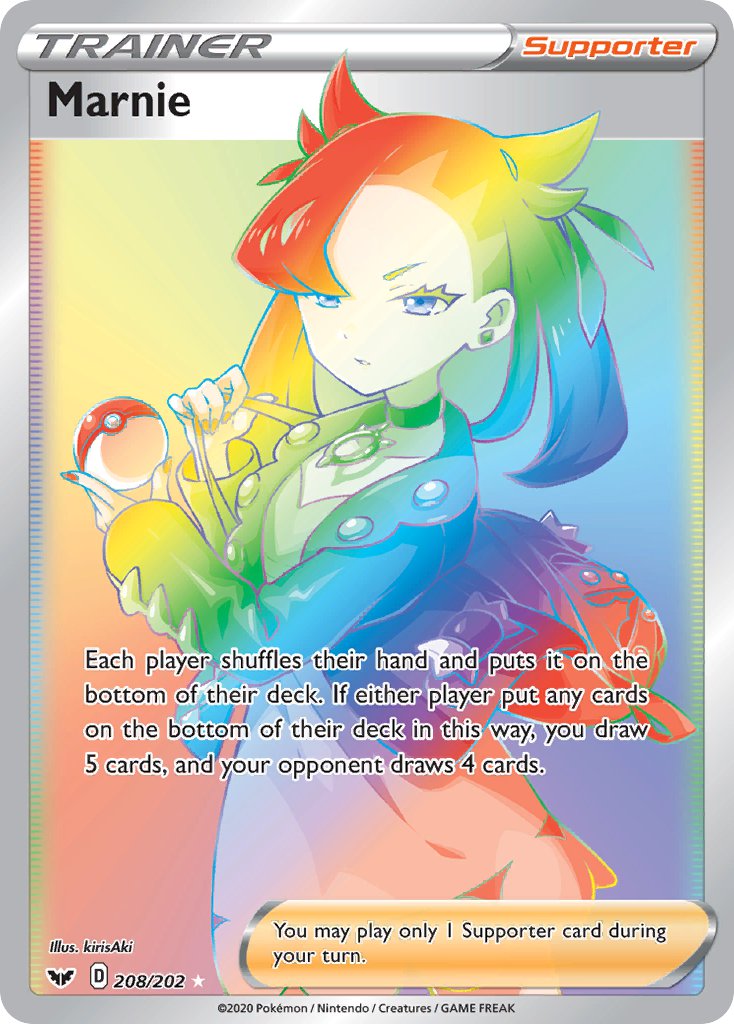 TRAINER
Supporter
Marnie
Each player shuffles their hand and puts it on the
bottom of their deck. If either player put any cards
on the bottom of their deck in this way, you draw
5 cards, and your opponent draws 4 cards.
You may play only 1 Supporter card during
your turn.
Illus. kirisAki
D 208/202
©2020 Pokémon / Nintendo / Creatures / GAME FREAK